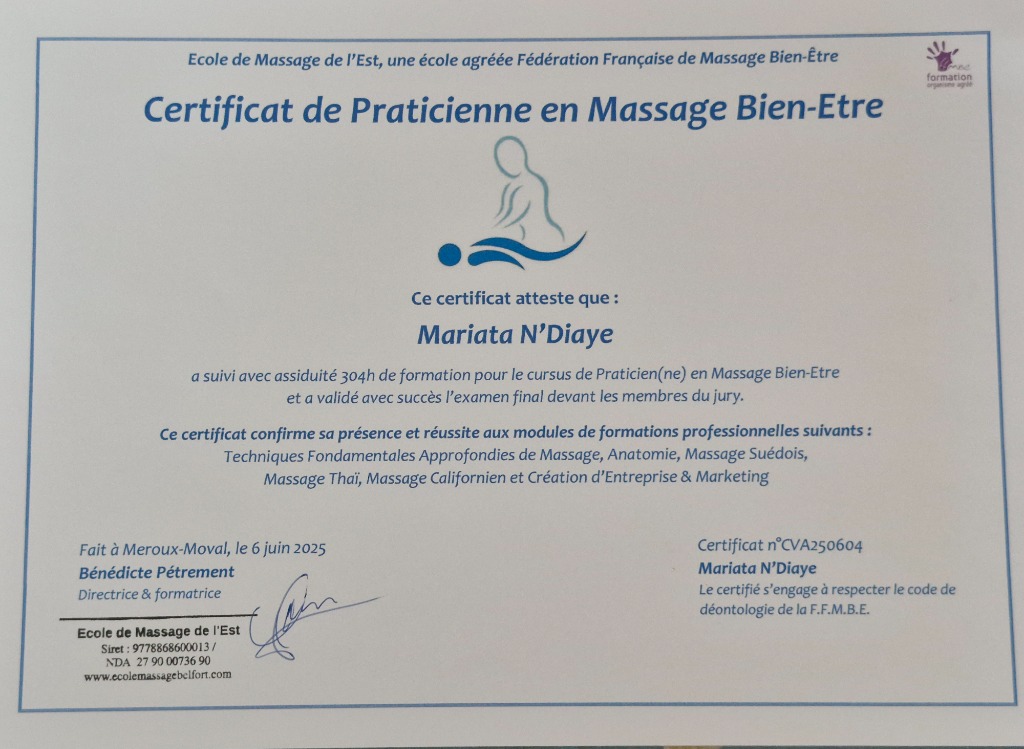 Ecole de Massage de l'Est, une école agréée Fédération Française de Massage Bien-Être
formation
organisme agréé
Certificat de Praticienne en Massage Bien-Etre
Ce certificat atteste que :
Mariata N'Diaye
a suivi avec assiduité 304h de formation pour le cursus de Praticien(ne) en Massage Bien-Etre
et a validé avec succès l'examen final devant les membres du jury.
Ce certificat confirme sa présence et réussite aux modules de formations professionnelles suivants :
Techniques Fondamentales Approfondies de Massage, Anatomie, Massage Suédois,
Massage Thaï, Massage Californien et Création d'Entreprise & Marketing
Fait à Meroux-Moval, le 6 juin 2025
Bénédicte Pétrement
Directrice & formatrice
Ecole de Massage de l'Est
Siret : 9778868600013 /
NDA 27 90 00736 90
www.ecolemassagebelfort.com
Certificat n°CVA250604
Mariata N'Diaye
Le certifié s'engage à respecter le code de
déontologie de la F.F.M.B.E.